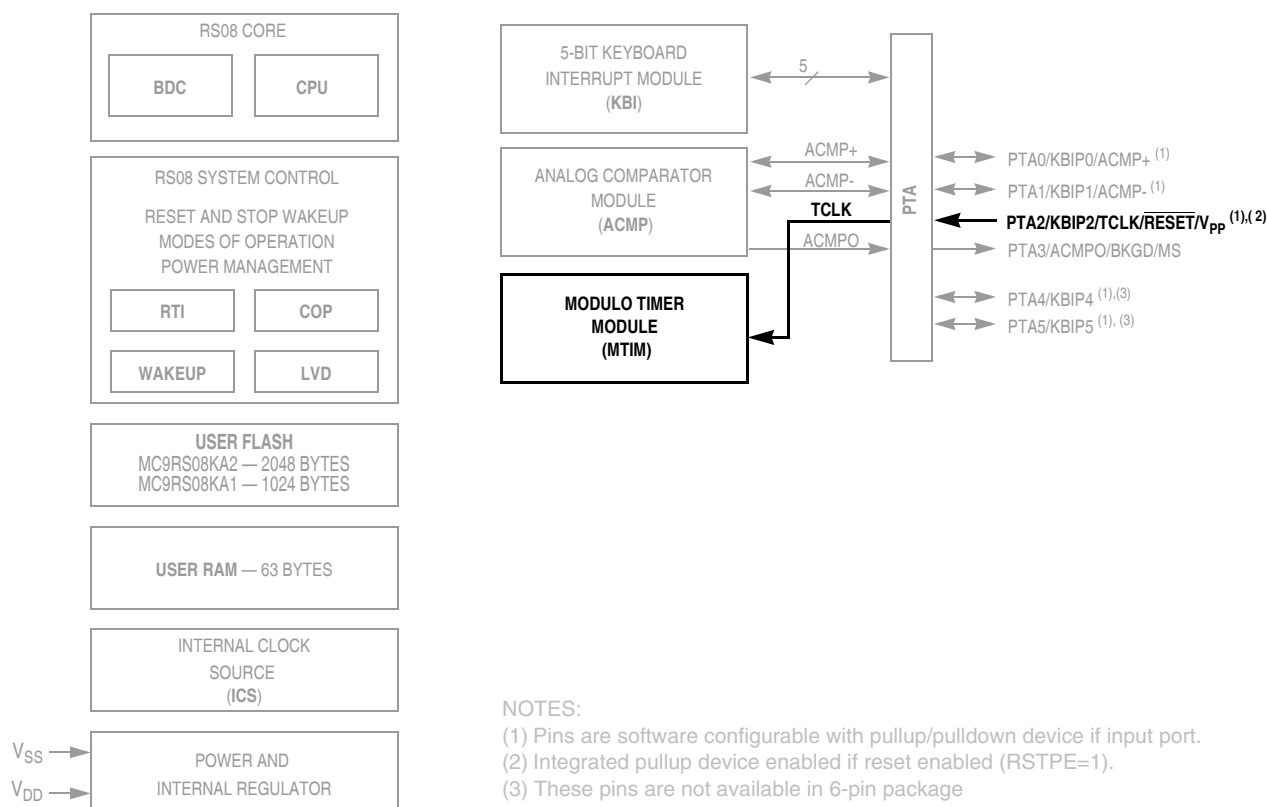 RS08 CORE
BDC
CPU
RS08 SYSTEM CONTROL
RESET AND STOP WAKEUP
MODES OF OPERATION
POWER MANAGEMENT
RTI
COP
WAKEUP
LVD
USER FLASH
MC9RS08KA2 — 2048 BYTES
MC9RS08KA1 — 1024 BYTES
USER RAM — 63 BYTES
INTERNAL CLOCK
SOURCE
(ICS)
VSS
VDD
POWER AND
INTERNAL REGULATOR
5-BIT KEYBOARD
INTERRUPT MODULE
(KBI)
5
ANALOG COMPARATOR
MODULE
(ACMP)
ACMP+
ACMP-
TCLK
ACMPO
MODULO TIMER
MODULE
(MTIM)
PTA
PTA0/KBIP0/ACMP+ (1)
PTA1/KBIP1/ACMP- (1)
PTA2/KBIP2/TCLK/RESET/VPP (1),( 2)
PTA3/ACMPO/BKGD/MS
PTA4/KBIP4 (1),(3)
PTA5/KBIP5 (1), (3)
NOTES:
(1) Pins are software configurable with pullup/pulldown device if input port.
(2) Integrated pullup device enabled if reset enabled (RSTPE=1).
(3) These pins are not available in 6-pin package